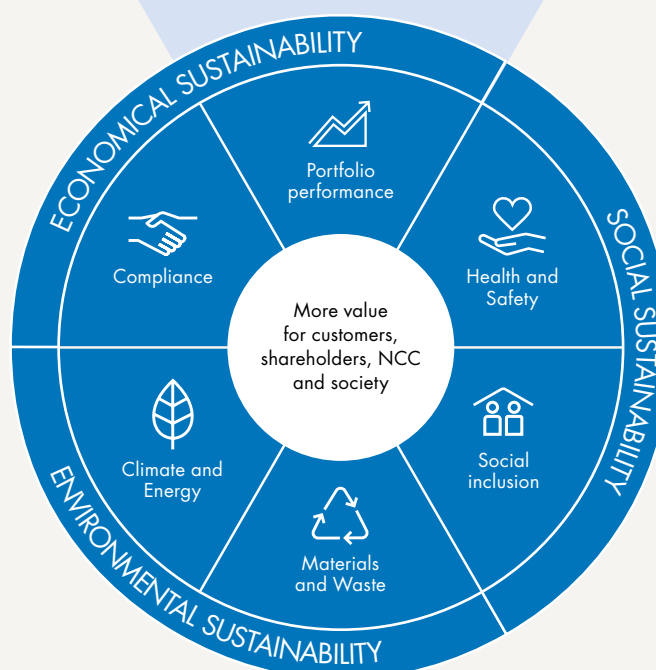 ECONOMICAL SUSTAINABILITY
Portfolio
performance
Compliance
Health and
Safety
SOCIAL SUSTAINABILITY
More value
for customers,
shareholders, NCC
and society
Climate and
Energy
Social
inclusion
Materials
and Waste
ENVIRONMENTAL SUSTAINABILITY